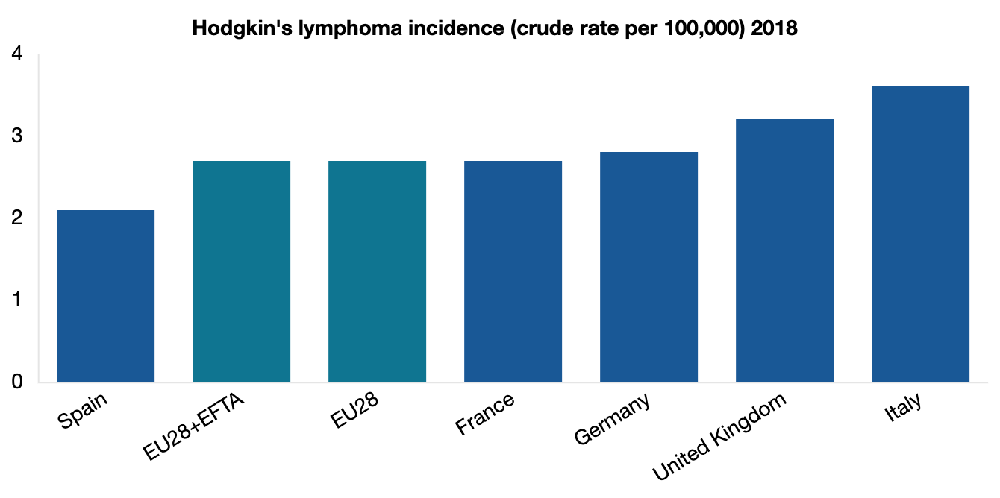 Hodgkin's lymphoma incidence (crude rate per 100,000) 2018
4
3
2
1
0
Spain
EU28+EFTA
EU28
France
Germany
United Kingdom
Italy